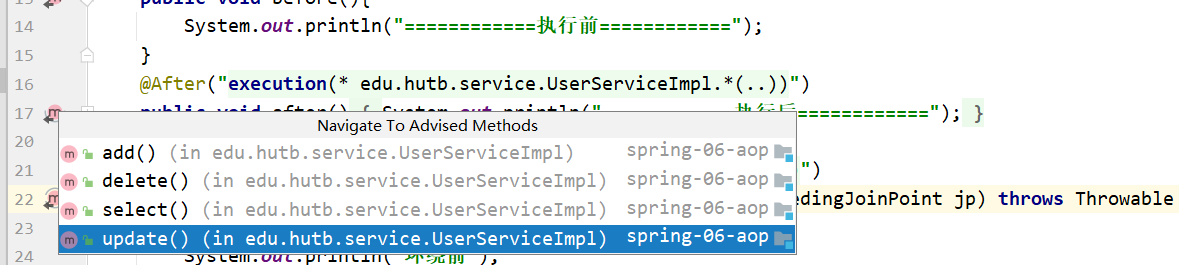 13 public void before(){
14 System.out.println("============执行前============");
15 }
16 @After("execution(* edu.hutb.service.UserServiceImpl.*(..))")
17 public void after() { System.out.println(" 执行后============"); }
Navigate To Advised Methods
20
add() (in edu.hutb.service.UserServiceImpl) spring-06-aop
21 delete() (in edu.hutb.service.UserServiceImpl) spring-06-aop ")
22 select() (in edu.hutb.service.UserServiceImpl) spring-06-aop edingJoinPoint jp) throws Throwable
23 update() (in edu.hutb.service.UserServiceImpl) spring-06-aop
24 System.out.println("环绕前");